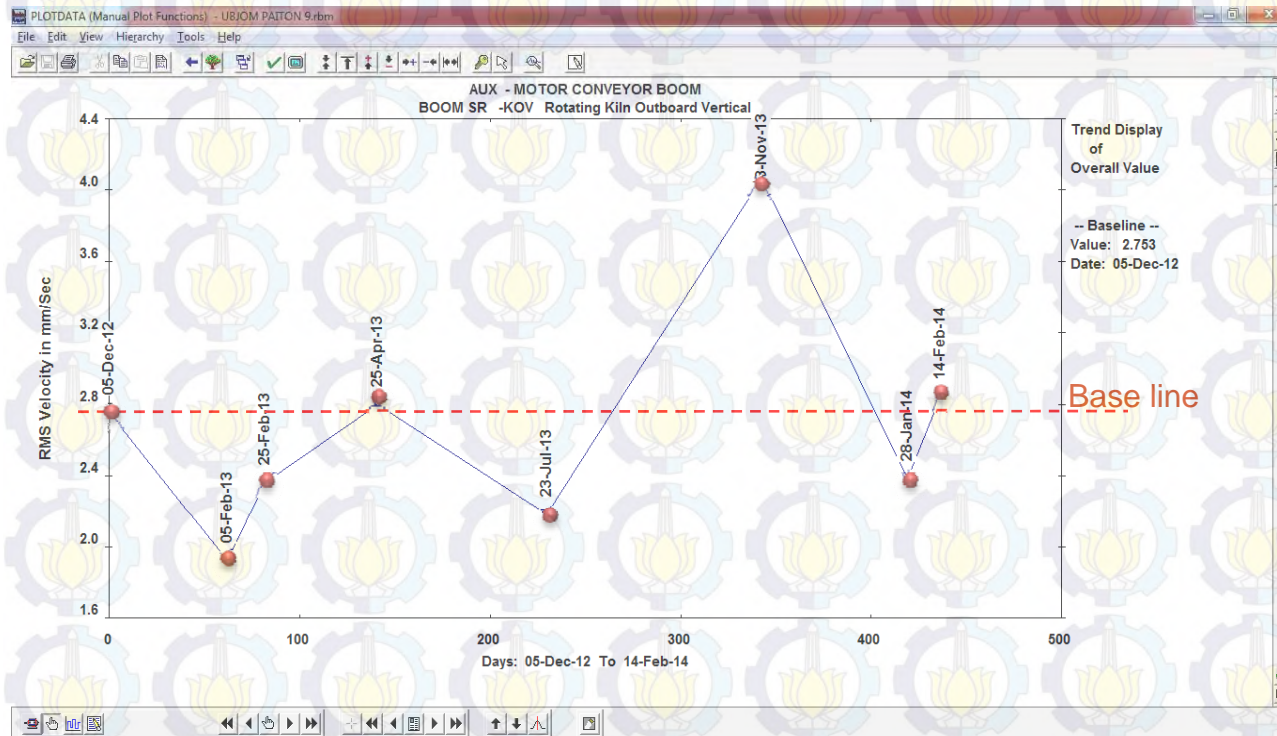 PLOTDATA (Manual Plot Functions) - UBJOM PAITON 9.rbm
File Edit View Hierarchy Tools Help
AUX - MOTOR CONVEYOR BOOM
BOOM SR -KOV Rotating Kiln Outboard Vertical
Trend Display
of
Overall Value
-- Baseline --
Value: 2.753
Date: 05-Dec-12
RMS Velocity in mm/Sec
4.4
4.0
3.6
3.2
2.8
2.4
2.0
1.6
05-Dec-12
05-Feb-13
25-Feb-13
25-Apr-13
23-Jul-13
3-Nov-13
28-Jan-14
14-Feb-14
Base line
0 100 200 300 400 500
Days: 05-Dec-12 To 14-Feb-14